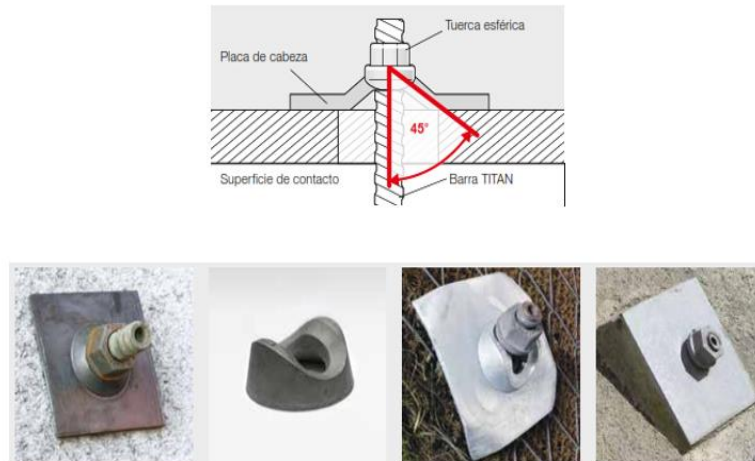 Tuerca esférica
Placa de cabeza
45°
Superficie de contacto
Barra TITAN